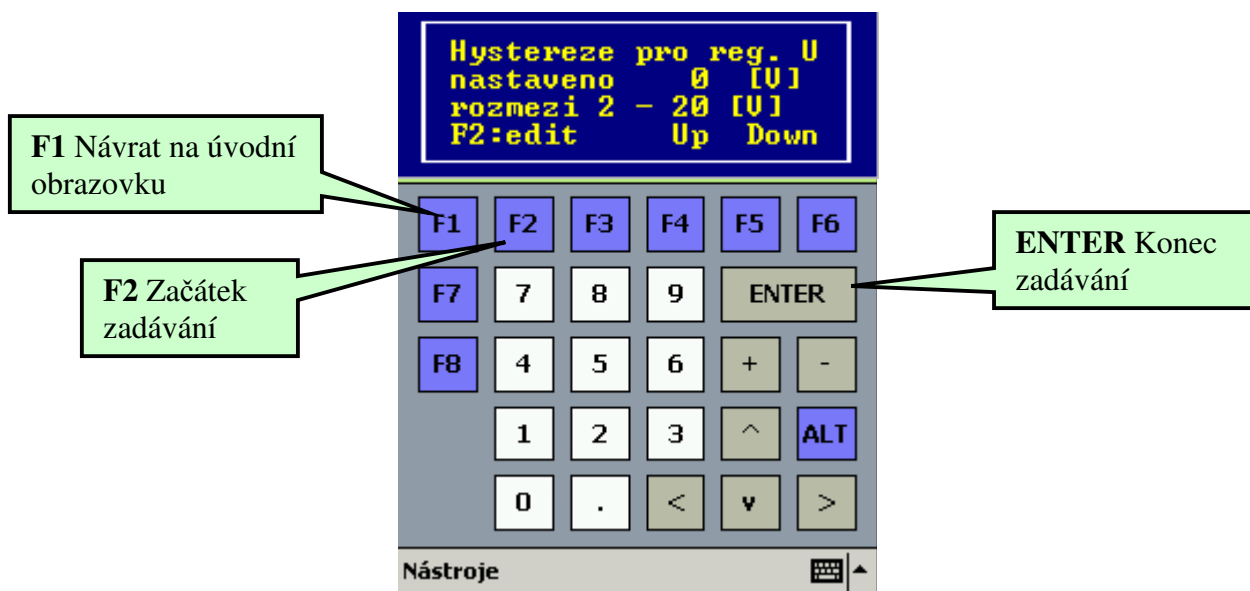 Hystereze pro reg. U
nastaveno 0 [V]
rozmezi 2 - 20 [V]
F2:edit Up Down
F1 Návrat na úvodní
obrazovku
F1 F2 F3 F4 F5 F6
ENTER Konec
zadávání
F2 Začátek
zadávání
F7 7 8 9 ENTER
F8 4 5 6 + -
1 2 3 ^ ALT
0 . < v >
Nástroje